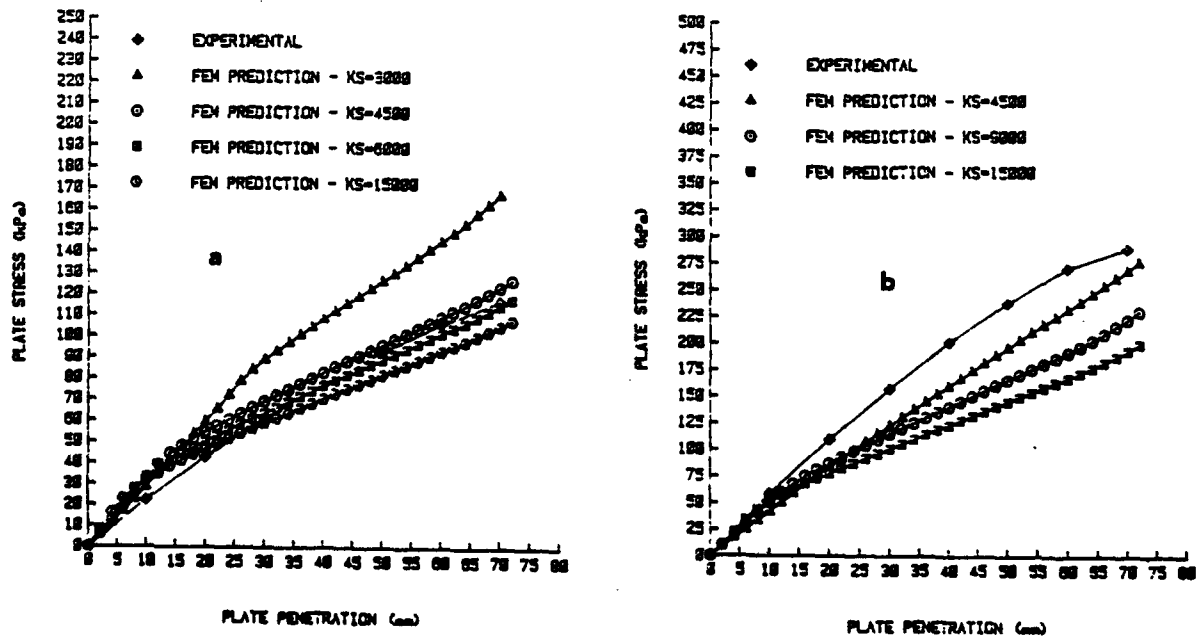 250
240
230
220
210
200
190
180
170
160
150
140
130
120
110
100
90
80
70
60
50
40
30
20
10
0
PLATE STRESS (kPa)
EXPERIMENTAL
FEM PREDICTION - KS=3000
FEM PREDICTION - KS=4500
FEM PREDICTION - KS=6000
FEM PREDICTION - KS=15000
a
0 5 10 15 20 25 30 35 40 45 50 55 60 65 70 75 80
PLATE PENETRATION (mm)
500
475
450
425
400
375
350
325
300
275
250
225
200
175
150
125
100
75
50
25
0
PLATE STRESS (kPa)
EXPERIMENTAL
FEM PREDICTION - KS=4500
FEM PREDICTION -
FEM PREDICTION - KS=15000
b
0 5 10 15 20 25 30 35 40 45 50 55 60 65 70 75 80
PLATE PENETRATION (mm)